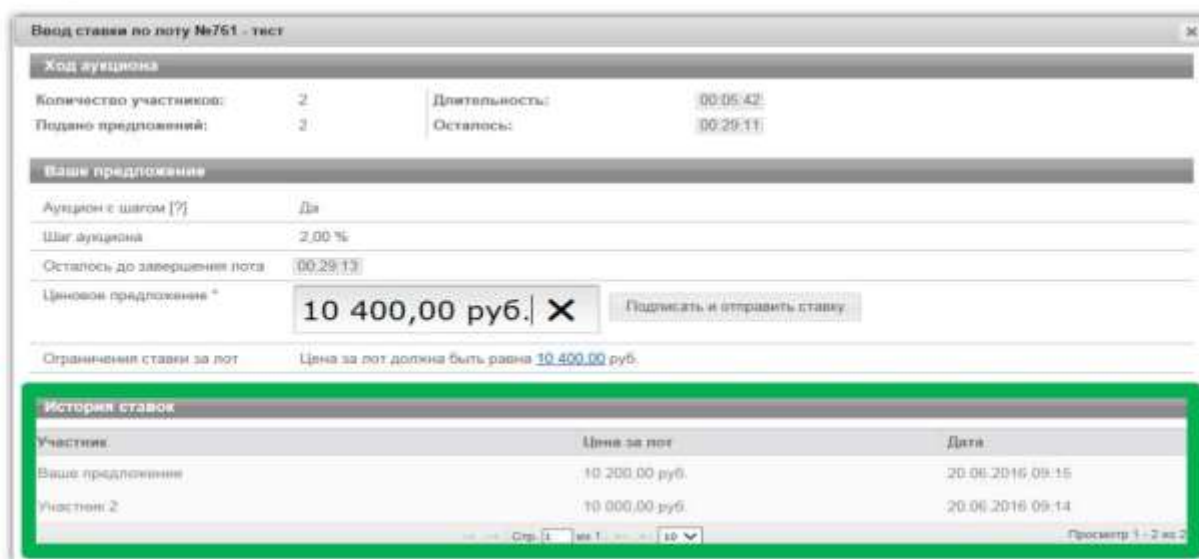 Ввод ставки по лоту №761 - тест ×
Ход аукциона
Количество участников: 2 Длительность: 00:05:42
Подано предложений: 2 Осталось: 00:29:11
Ваше предложение
Аукцион с шагом [?] Да
Шаг аукциона 2,00 %
Осталось до завершения лота 00:29:13
Ценовое предложение * 10 400,00 руб. × Подписать и отправить ставку
Ограничения ставки за лот Цена за лот должна быть равна 10 400,00 руб.
История ставок
Участник Цена за лот Дата
Ваше предложение 10 200,00 руб. 20.06.2016 09:15
Участник 2 10 000,00 руб. 20.06.2016 09:14
Стр. 1 из 1 10 Просмотр 1 - 2 из 2